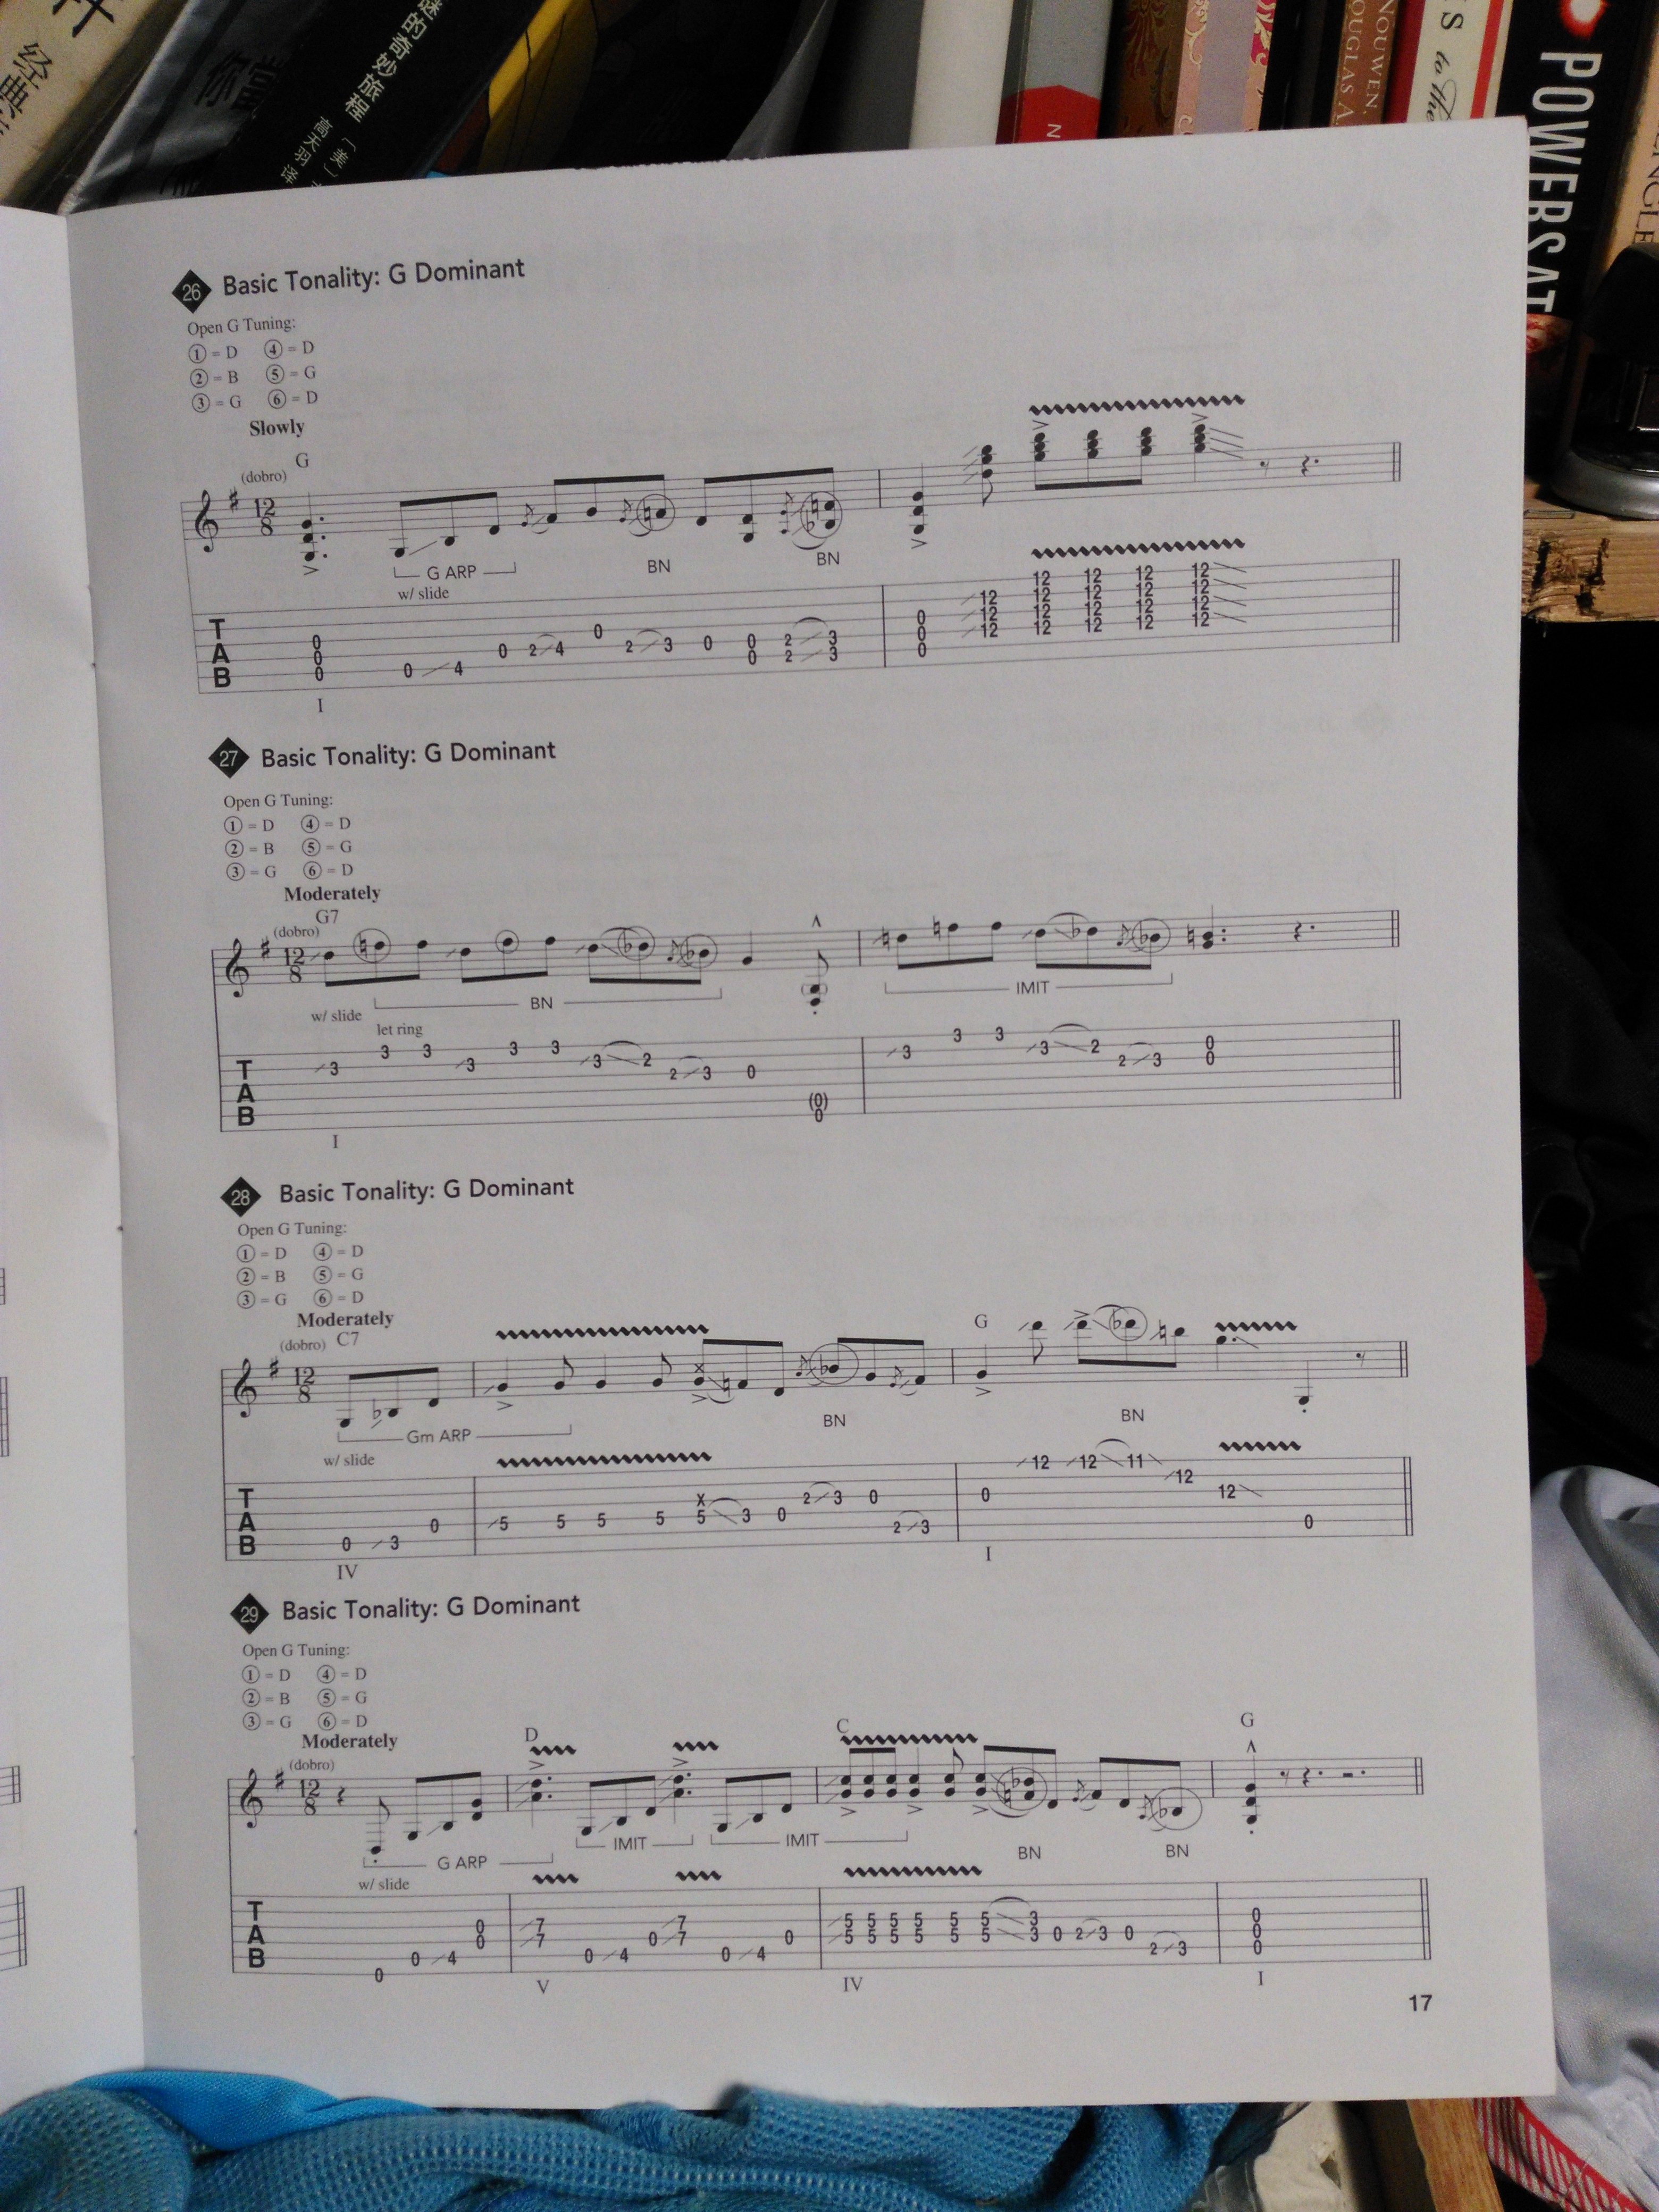 经典
你
POWERS
NOUWEN,
to the
26 Basic Tonality: G Dominant
Open G Tuning:
① = D ④ = D
② = B ⑤ = G
③ = G ⑥ = D
Slowly
(dobro) G
12
8
G ARP BN BN
w/ slide
12 12 12 12
12 12 12 12 12
12 12 12 12 12
12 12 12 12 12
T A B
0 0 0 0 4 0 2 4 0 2 3 0 0 0 2 2 3 3 0 0 0
I
27 Basic Tonality: G Dominant
Open G Tuning:
① = D ④ = D
② = B ⑤ = G
③ = G ⑥ = D
Moderately
(dobro) G7
12
8
BN IMIT
w/ slide
let ring
T A B
3 3 3 3 3 3 3 2 2 3 0 (0) 0 3 3 3 3 2 2 3 0 0
I
28 Basic Tonality: G Dominant
Open G Tuning:
① = D ④ = D
② = B ⑤ = G
③ = G ⑥ = D
Moderately
(dobro) C7 G
12
8
Gm ARP BN BN
w/ slide
T A B
0 3 0 5 5 5 5 X 5 3 0 2 3 0 2 3 0 12 12 11 12 12 0
IV I
29 Basic Tonality: G Dominant
Open G Tuning:
① = D ④ = D
② = B ⑤ = G
③ = G ⑥ = D
Moderately
(dobro) D C G
12
8
G ARP IMIT IMIT BN BN
w/ slide
T A B
0 0 4 0 0 7 7 0 4 0 7 7 0 4 0 5 5 5 5 5 5 5 5 5 5 5 5 3 3 0 2 3 0 2 3 0 0 0
V IV I
17